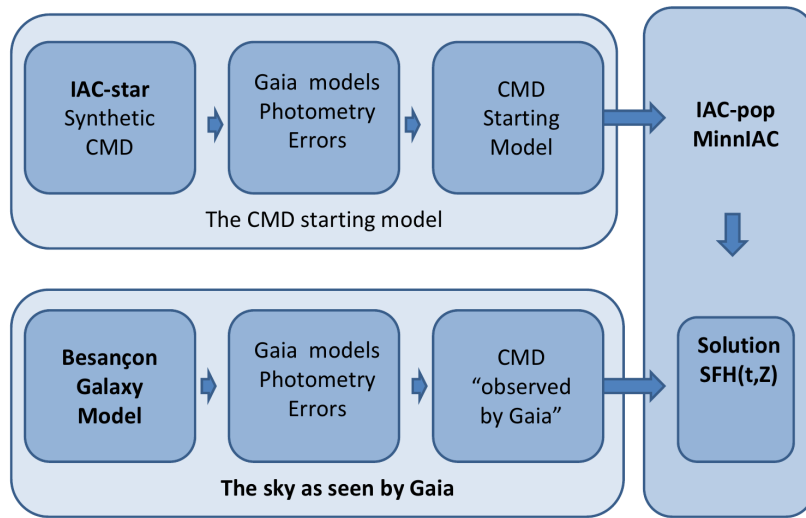 IAC-star
Synthetic
CMD
Gaia models
Photometry
Errors
CMD
Starting
Model
The CMD starting model
IAC-pop
MinnIAC
Besançon
Galaxy
Model
Gaia models
Photometry
Errors
CMD
“observed
by Gaia”
The sky as seen by Gaia
Solution
SFH(t,Z)